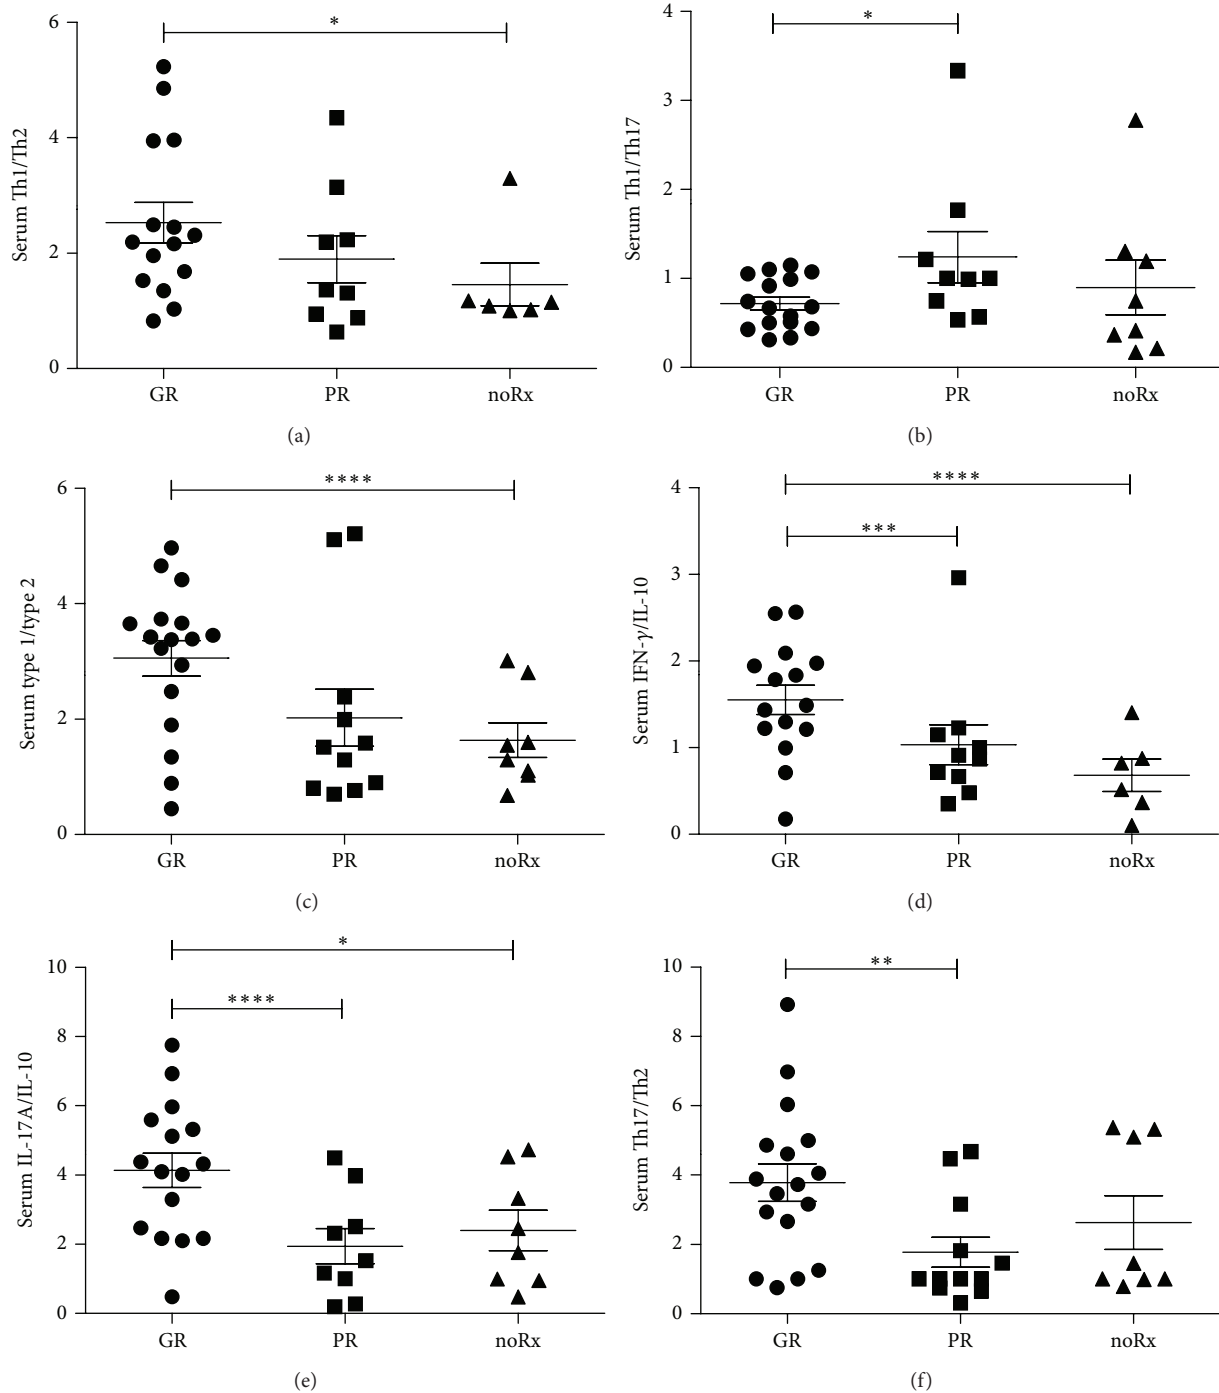 *
6
4
2
0
Serum Th1/Th2
GR PR noRx
(a)
*
4
3
2
1
0
Serum Th1/Th17
GR PR noRx
(b)
****
6
4
2
0
Serum type 1/type 2
GR PR noRx
(c)
****
***
4
3
2
1
0
Serum IFN-γ/IL-10
GR PR noRx
(d)
*
****
10
8
6
4
2
0
Serum IL-17A/IL-10
GR PR noRx
(e)
**
10
8
6
4
2
0
Serum Th17/Th2
GR PR noRx
(f)